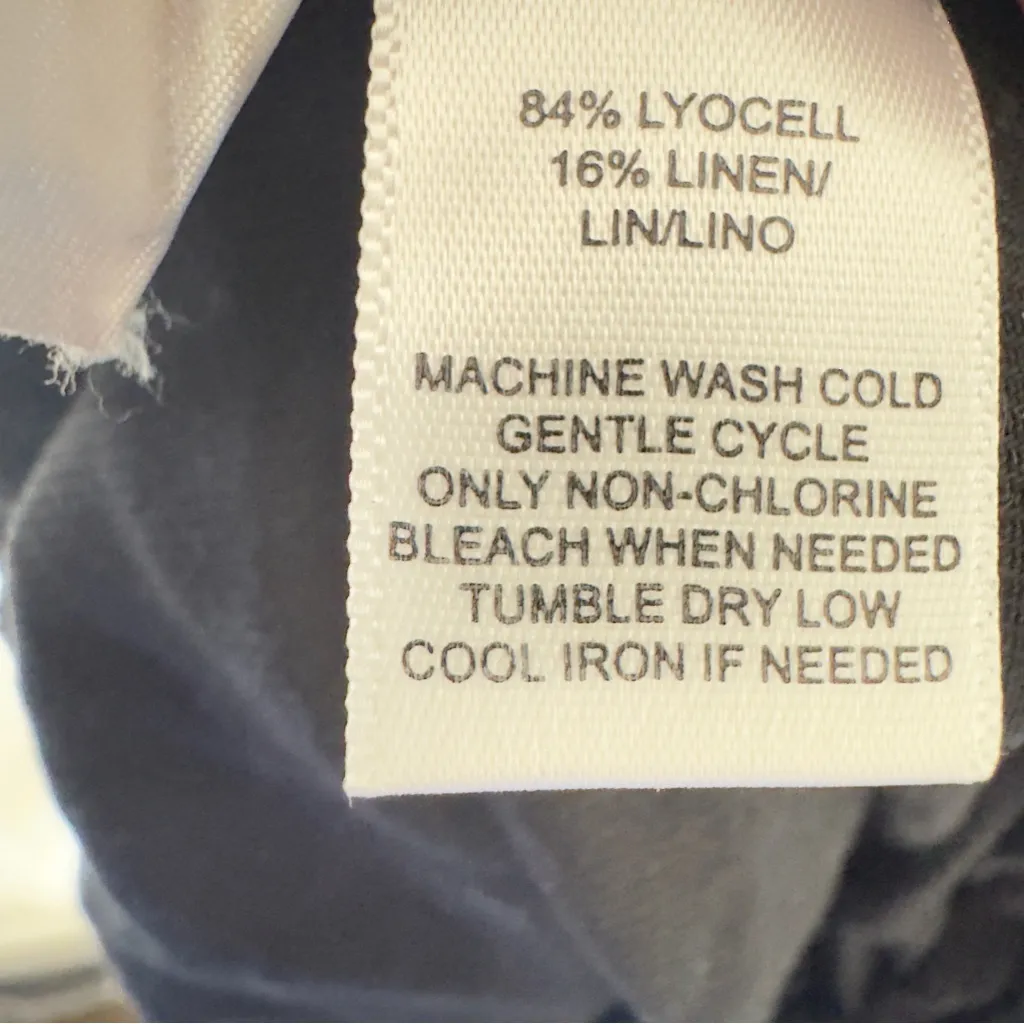 84% LYOCELL
16% LINEN/
LIN/LINO
MACHINE WASH COLD
GENTLE CYCLE
ONLY NON-CHLORINE
BLEACH WHEN NEEDED
TUMBLE DRY LOW
COOL IRON IF NEEDED